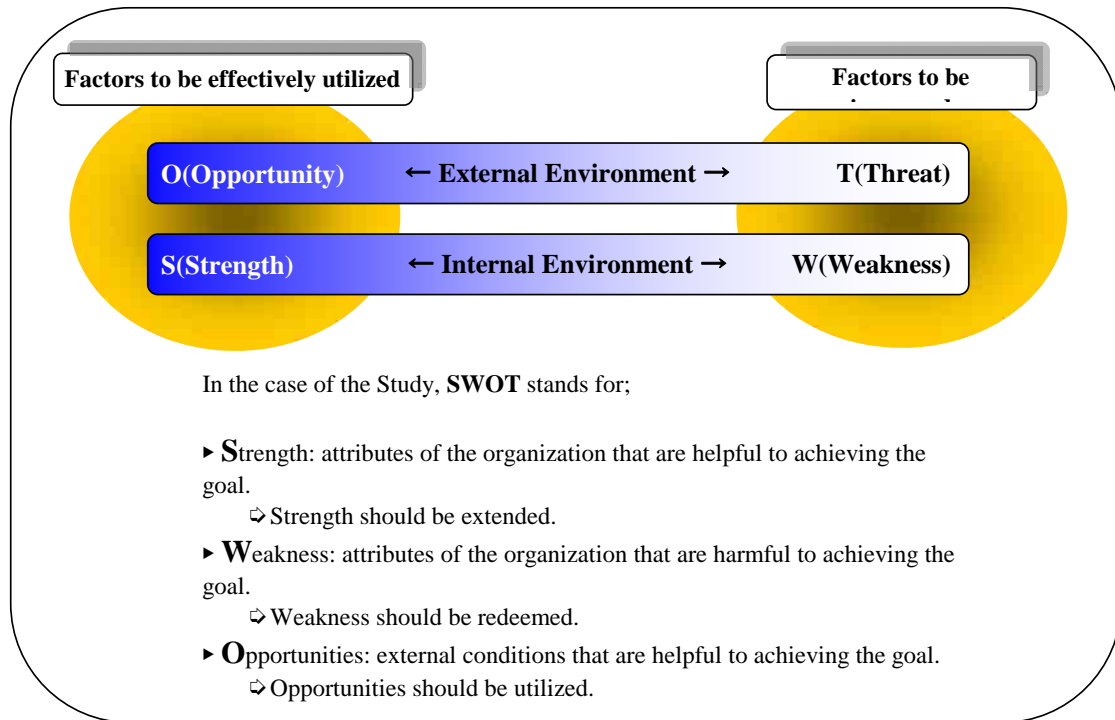 Factors to be effectively utilized
Factors to be
O(Opportunity) ← External Environment → T(Threat)
S(Strength) ← Internal Environment → W(Weakness)
In the case of the Study, SWOT stands for;
▸ Strength: attributes of the organization that are helpful to achieving the
goal.
➯ Strength should be extended.
▸ Weakness: attributes of the organization that are harmful to achieving the
goal.
➯ Weakness should be redeemed.
▸ Opportunities: external conditions that are helpful to achieving the goal.
➯ Opportunities should be utilized.